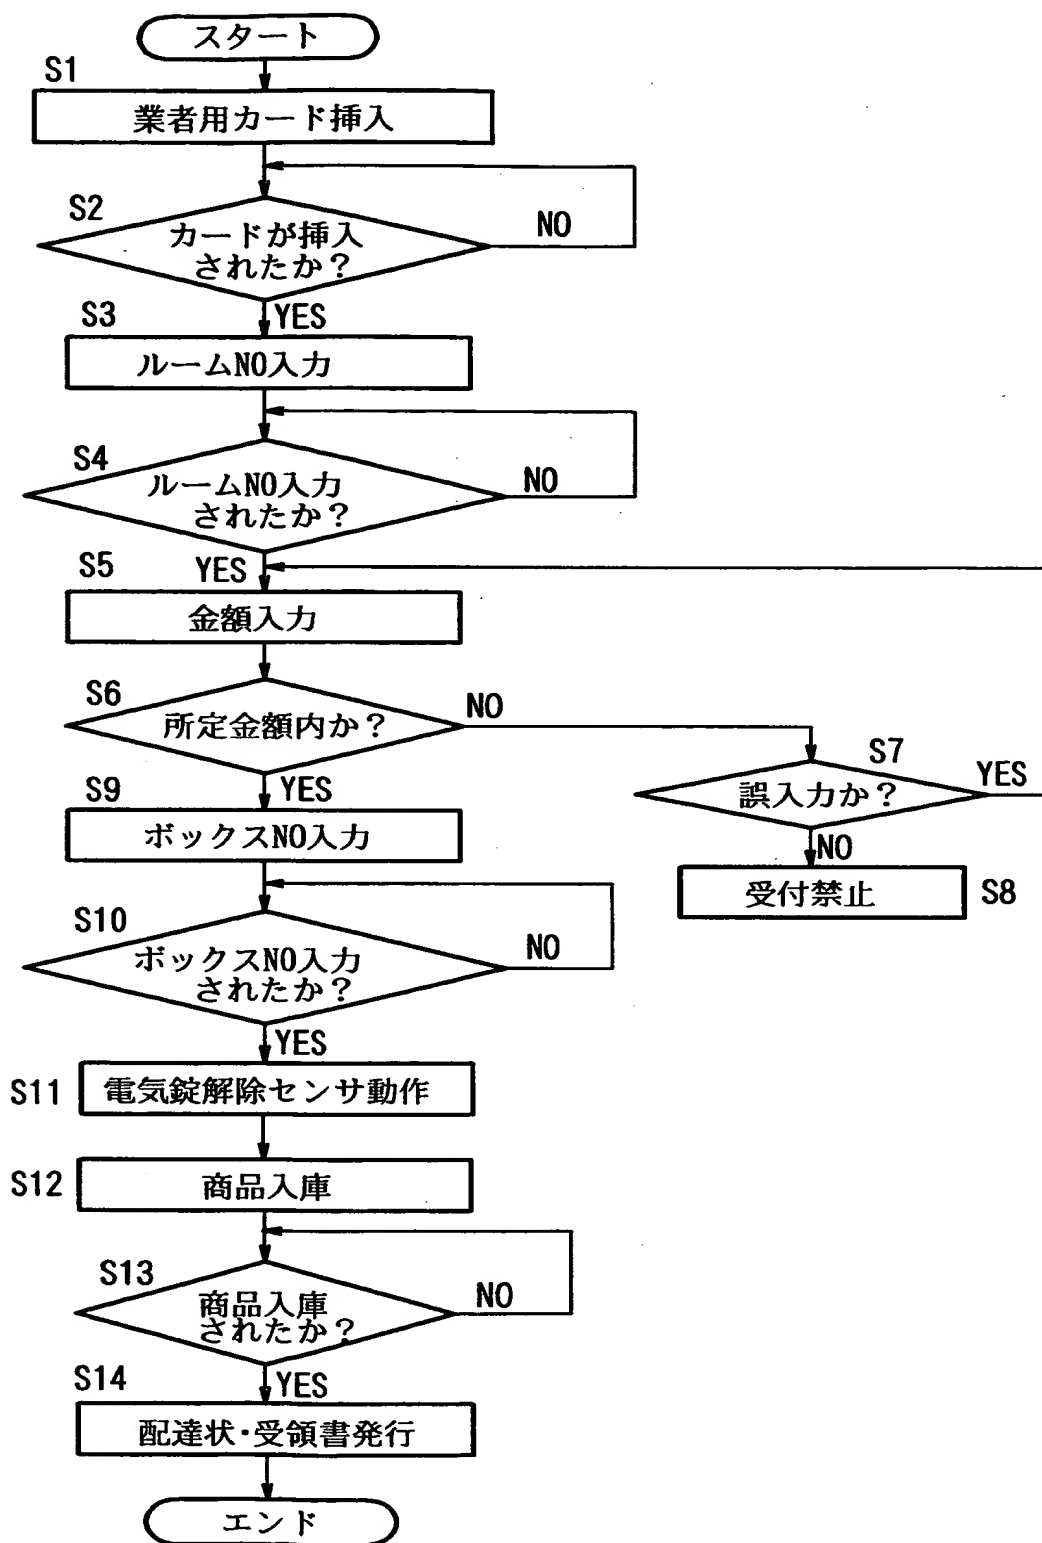 スタート
S1
業者用カード挿入
S2
カードが挿入
されたか?
NO
YES
S3
ルームNO入力
S4
ルームNO入力
されたか?
NO
YES
S5
金額入力
S6
所定金額内か?
NO
YES
S7
誤入力か?
YES
NO
受付禁止
S8
S9
ボックスNO入力
S10
ボックスNO入力
されたか?
NO
YES
S11
電気錠解除センサ動作
S12
商品入庫
S13
商品入庫
されたか?
NO
YES
S14
配達状・受領書発行
エンド